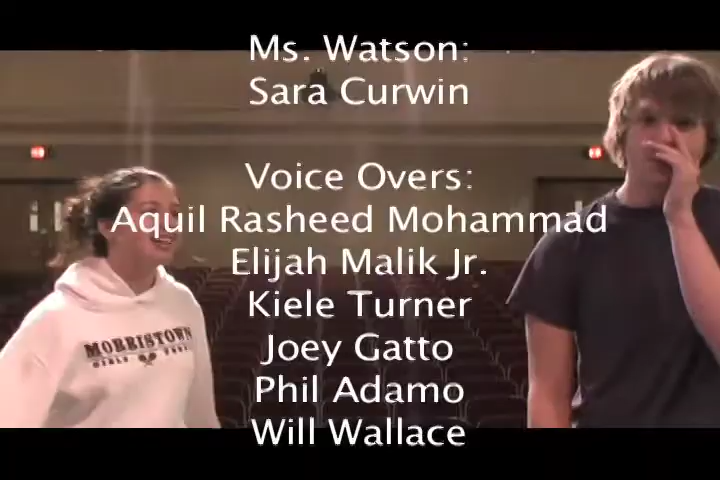 Ms. Watson:
Sara Curwin
Voice Overs:
Aquil Rasheed Mohammad
Elijah Malik Jr.
Kiele Turner
Joey Gatto
Phil Adamo
Will Wallace
MORRISTOWN